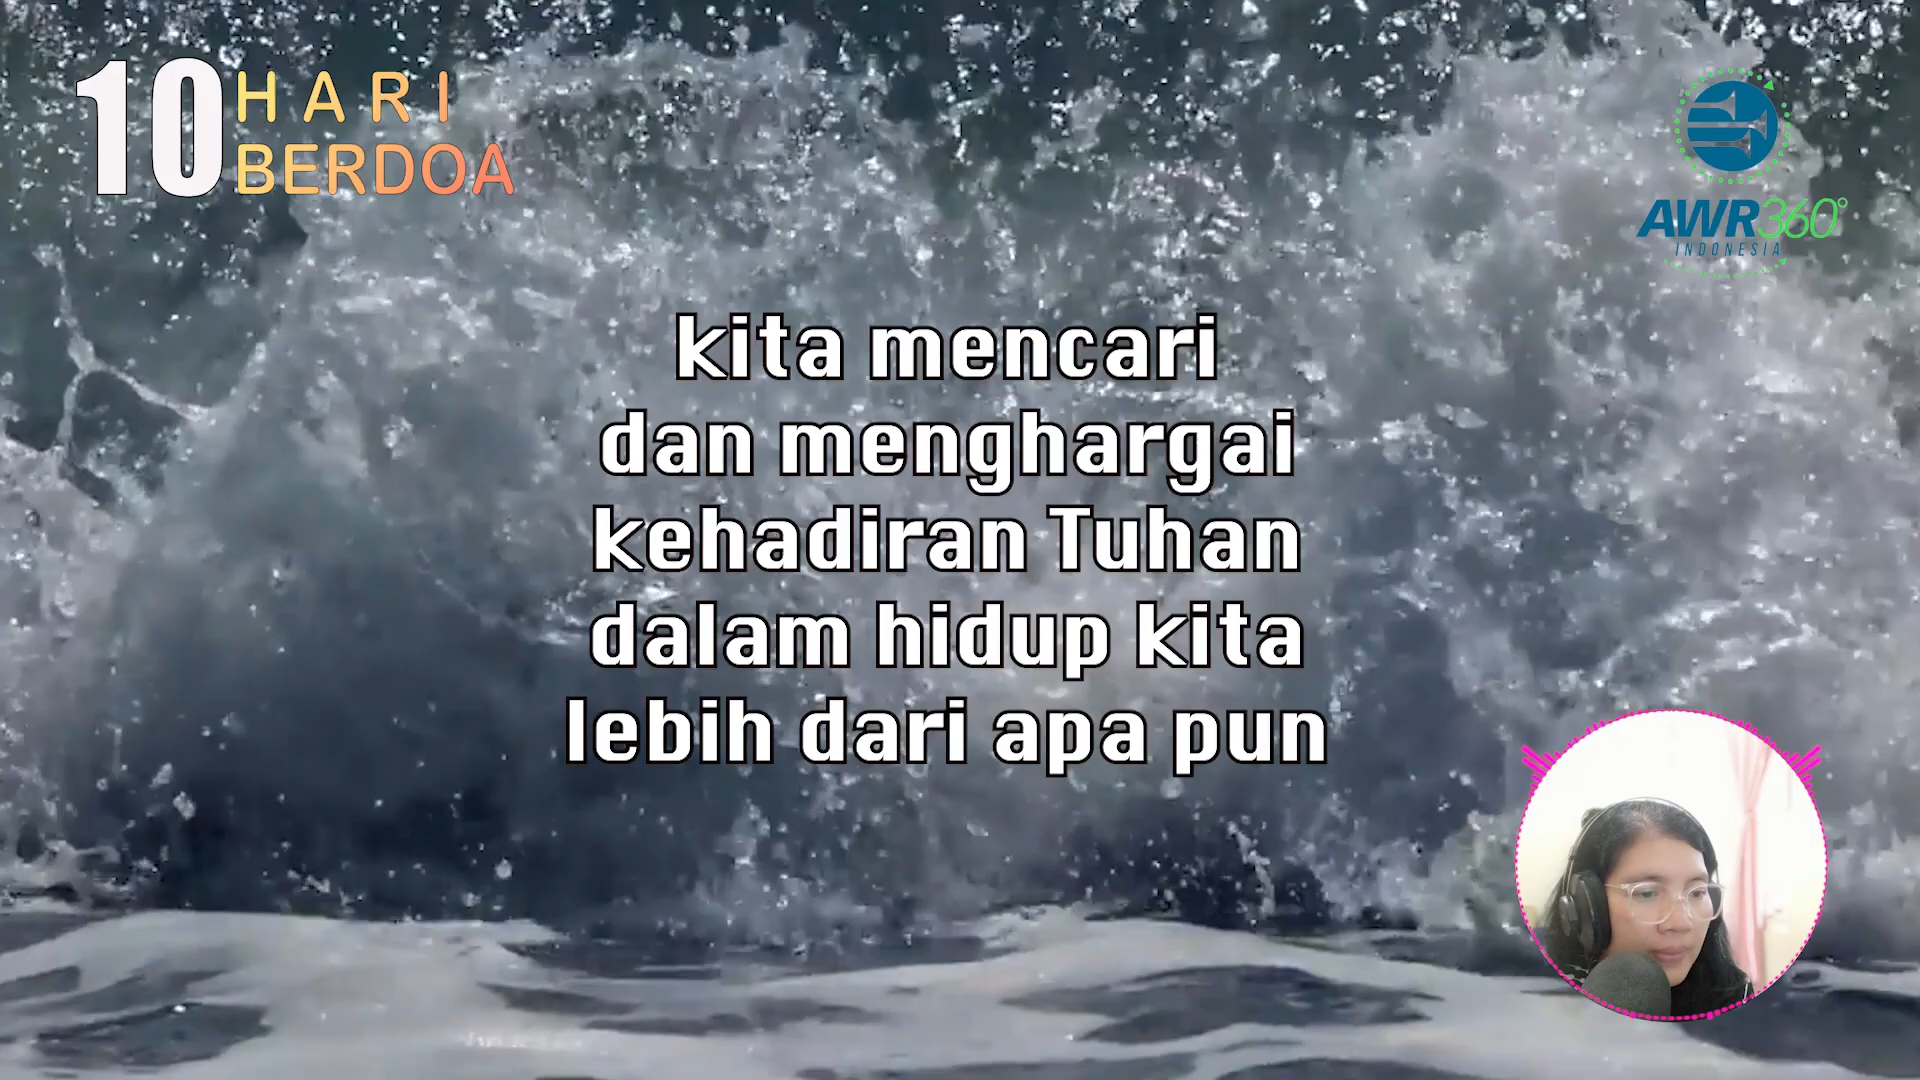 10 HARI
BERDOA
AWR360°
INDONESIA
kita mencari
dan menghargai
kehadiran Tuhan
dalam hidup kita
lebih dari apa pun